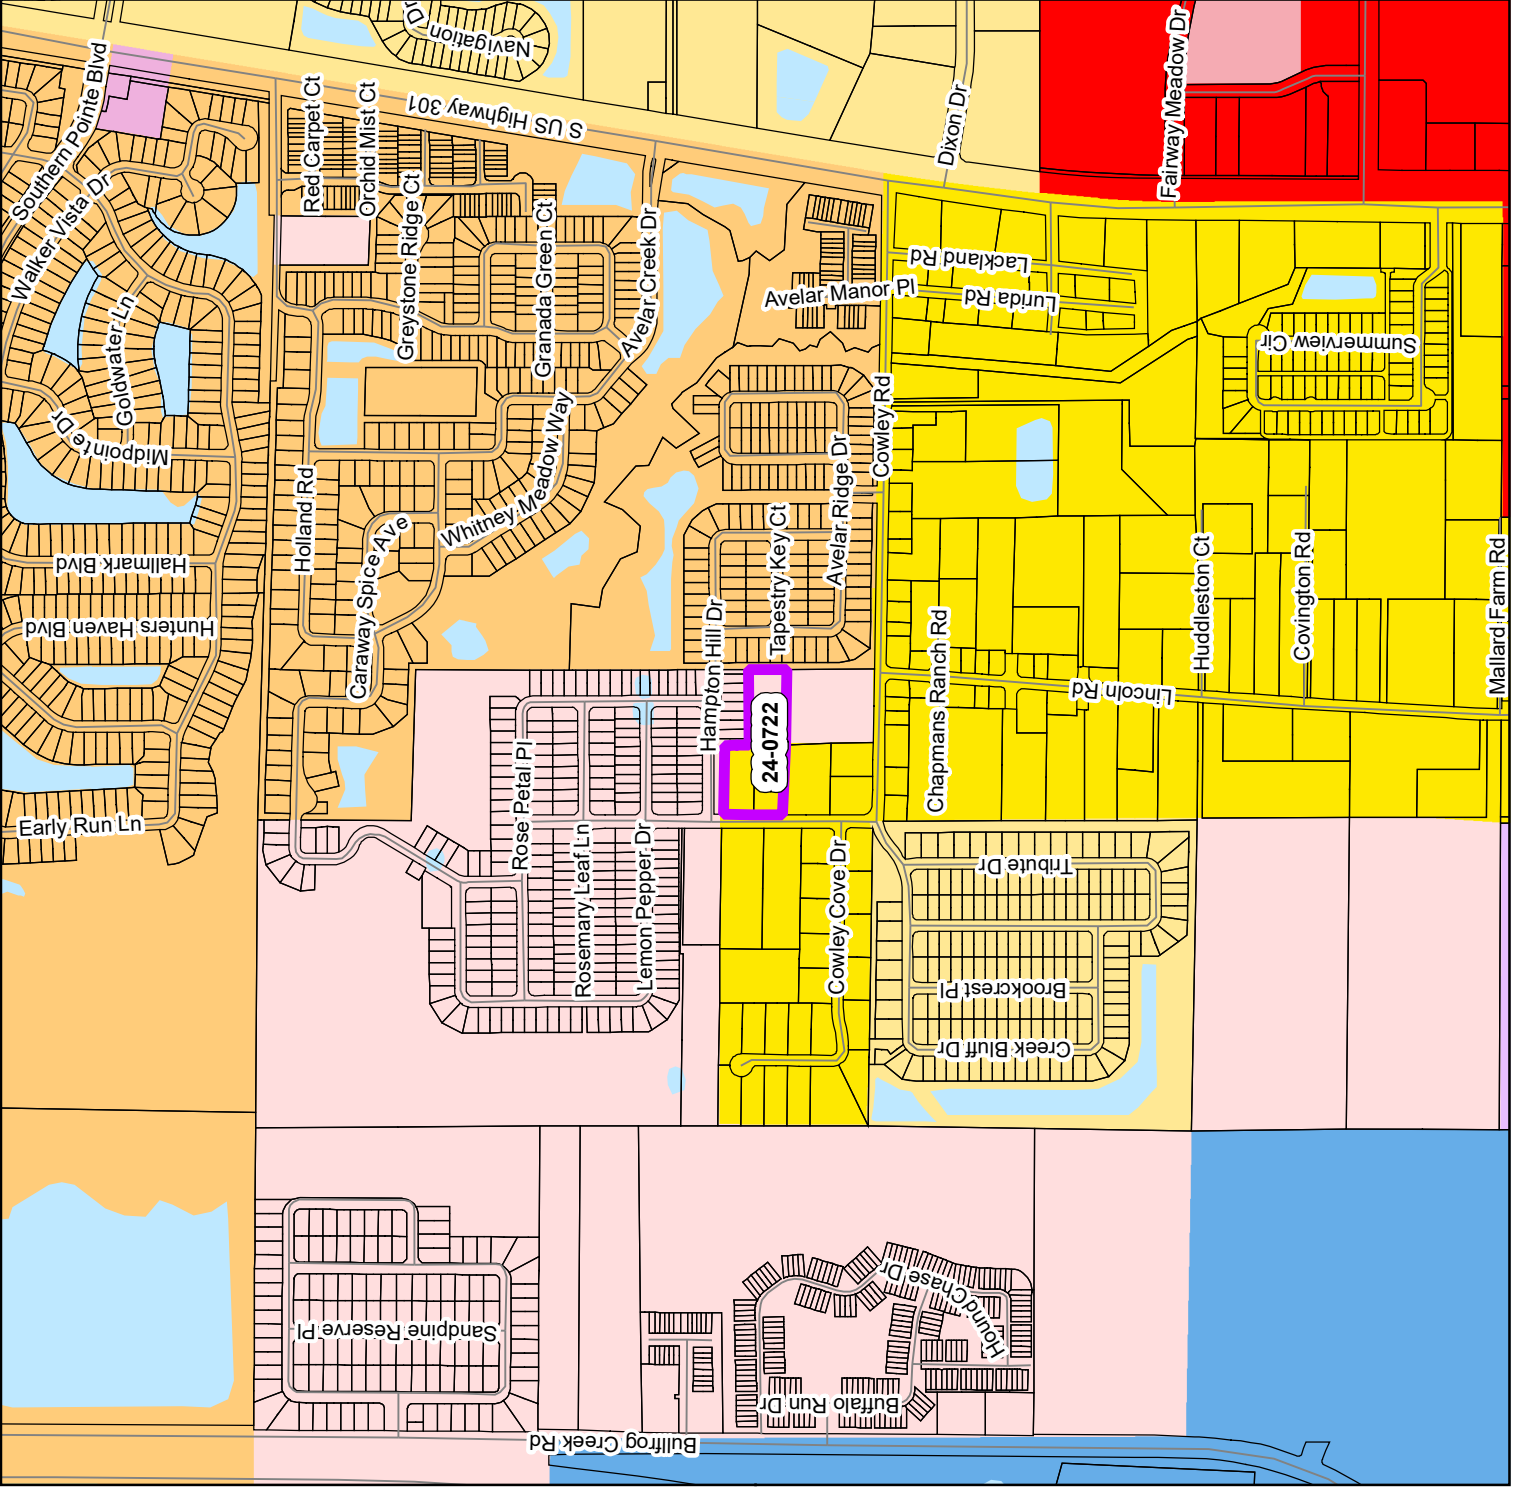 Navigation Dr
Fairway Meadow Dr
Southern Pointe Blvd
S US Highway 301
Red Carpet Ct
Orchid Mist Ct
Dixon Dr
Walker Vista Dr
Greystone Ridge Ct
Granada Green Ct
Avelar Creek Dr
Lackland Rd
Avelar Manor Pl
Lurida Rd
Goldwater Ln
Summerview Cir
Midpointe Dr
Cowley Rd
Whitney Meadow Way
Holland Rd
Avelar Ridge Dr
Tapestry Key Ct
Caraway Spice Ave
Hallmark Blvd
Huddleston Ct
Covington Rd
Mallard Farm Rd
Hunters Haven Blvd
Hampton Hill Dr
Chapmans Ranch Rd
Lincoln Rd
24-0722
Rose Petal Pl
Early Run Ln
Rosemary Leaf Ln
Lemon Pepper Dr
Cowley Cove Dr
Tribute Dr
Brookcrest Pl
Creek Bluff Dr
Hound Chase Dr
Sandpine Reserve Pl
Buffalo Run Dr
Bullfrog Creek Rd